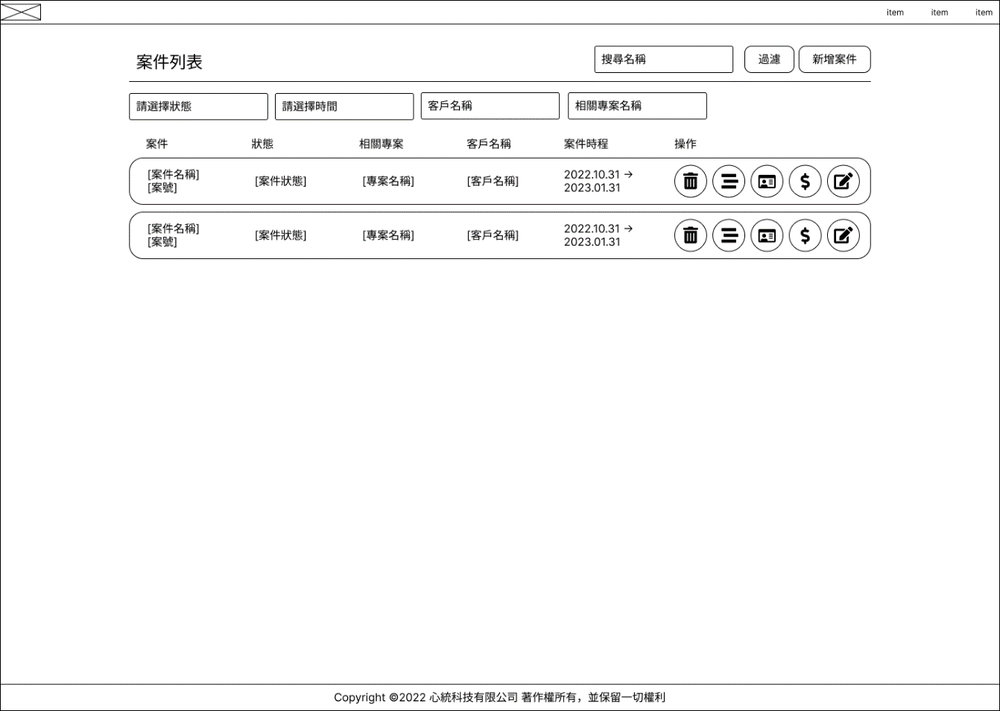 item item item
案件列表
搜尋名稱
過濾
新增案件
請選擇狀態
請選擇時間
客戶名稱
相關專案名稱
案件 狀態 相關專案 客戶名稱 案件時程 操作
[案件名稱]
[案號]
[案件狀態]
[專案名稱]
[客戶名稱]
2022.10.31 →
2023.01.31
[案件名稱]
[案號]
[案件狀態]
[專案名稱]
[客戶名稱]
2022.10.31 →
2023.01.31
Copyright ©2022 心統科技有限公司 著作權所有，並保留一切權利